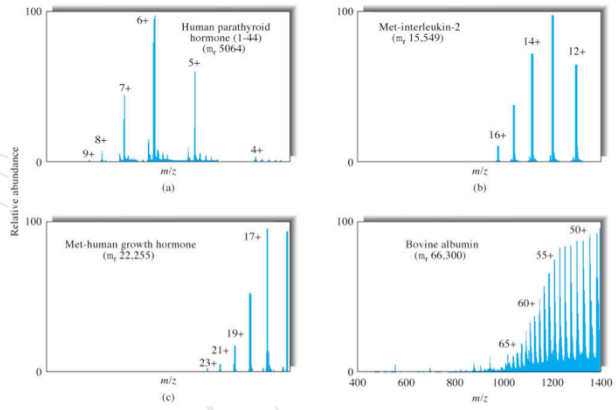 Relative abundance
100
0
6+
7+
8+
9+
5+
4+
Human parathyroid
hormone (1-44)
(mr 5064)
m/z
(a)
100
0
Met-interleukin-2
(mr 15,549)
16+
14+
12+
m/z
(b)
100
0
Met-human growth hormone
(mr 22,255)
17+
19+
21+
23+
m/z
(c)
100
0
Bovine albumin
(mr 66,300)
50+
55+
60+
65+
400 600 800 1000 1200 1400
m/z